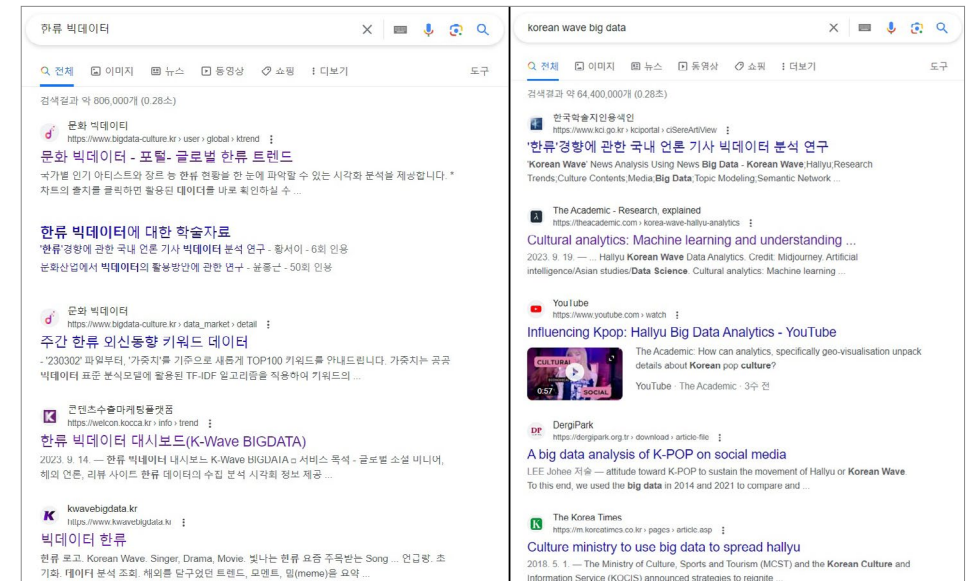 한류 빅데이터
전체 이미지 뉴스 동영상 쇼핑 더보기 도구
검색결과 약 806,000개 (0.28초)
문화 빅데이터
https://www.bigdata-culture.kr › user › global › ktrend
문화 빅데이터 - 포털- 글로벌 한류 트렌드
국가별 인기 아티스트와 장르 등 한류 현황을 한 눈에 파악할 수 있는 시각화 분석을 제공합니다. *
차트의 출처를 클릭하면 활용된 데이터를 바로 확인하실 수 ...
한류 빅데이터에 대한 학술자료
'한류'경향에 관한 국내 언론 기사 빅데이터 분석 연구 - 황서이 - 6회 인용
문화산업에서 빅데이터의 활용방안에 관한 연구 - 윤홍근 - 50회 인용
문화 빅데이터
https://www.bigdata-culture.kr › data_market › detail
주간 한류 외신동향 키워드 데이터
- '230302' 파일부터, '가중치'를 기준으로 새롭게 TOP100 키워드를 안내드립니다. 가중치는 공공
빅데이터 표준 분석모델에 활용된 TF-IDF 알고리즘을 적용하여 키워드의 ...
콘텐츠수출마케팅플랫폼
https://welcon.kocca.kr › info › trend
한류 빅데이터 대시보드(K-Wave BIGDATA)
2023. 9. 14. — 한류 빅데이터 대시보드 K-Wave BIGDATA □ 서비스 목적 - 글로벌 소셜 미디어,
해외 언론, 리뷰 사이트 한류 데이터의 수집 분석 시각화 정보 제공 ...
kwavebigdata.kr
https://www.kwavebigdata.kr
빅데이터 한류
현류 로고. Korean Wave. Singer, Drama, Movie. 빛나는 한류 요즘 주목받는 Song ... 언급량. 초
기화. 데이터 분석 조회. 해외를 달구었던 트렌드, 모멘트, 밈(meme)을 요약 ...
korean wave big data
전체 이미지 뉴스 동영상 쇼핑 더보기 도구
검색결과 약 64,400,000개 (0.28초)
한국학술지인용색인
https://www.kci.go.kr › kciportal › ciSereArtiView
'한류'경향에 관한 국내 언론 기사 빅데이터 분석 연구
'Korean Wave' News Analysis Using News Big Data - Korean Wave;Hallyu;Research
Trends;Culture Contents;Media;Big Data;Topic Modeling;Semantic Network ...
The Academic - Research, explained
https://theacademic.com › korea-wave-hallyu-analytics
Cultural analytics: Machine learning and understanding ...
2023. 9. 19. — ... Hallyu Korean Wave Data Analytics. Credit: Midjourney. Artificial
intelligence/Asian studies/Data Science. Cultural analytics: Machine learning ...
YouTube
https://www.youtube.com › watch
Influencing Kpop: Hallyu Big Data Analytics - YouTube
CULTURAL
SOCIAL
0:57
The Academic: How can analytics, specifically geo-visualisation unpack
details about Korean pop culture?
YouTube · The Academic · 3주 전
DP
DergiPark
https://dergipark.org.tr › download › article-file
A big data analysis of K-POP on social media
LEE Johee 저술 — attitude toward K-POP to sustain the movement of Hallyu or Korean Wave.
To this end, we used the big data in 2014 and 2021 to compare and ...
The Korea Times
https://m.koreatimes.co.kr › pages › article.asp
Culture ministry to use big data to spread hallyu
2018. 5. 1. — The Ministry of Culture, Sports and Tourism (MCST) and the Korean Culture and
Information Service (KOCIS) announced strategies to reignite ...